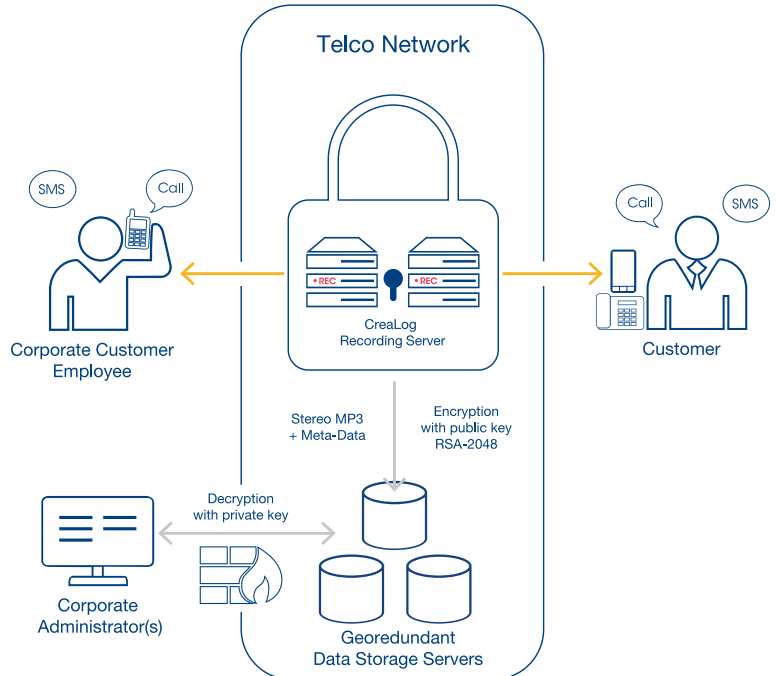 Telco Network
SMS
Call
Call
SMS
• REC
• REC
CreaLog
Recording Server
Corporate Customer
Employee
Customer
Stereo MP3
+ Meta-Data
Encryption
with public key
RSA-2048
Decryption
with private key
Corporate
Administrator(s)
Georedundant
Data Storage Servers